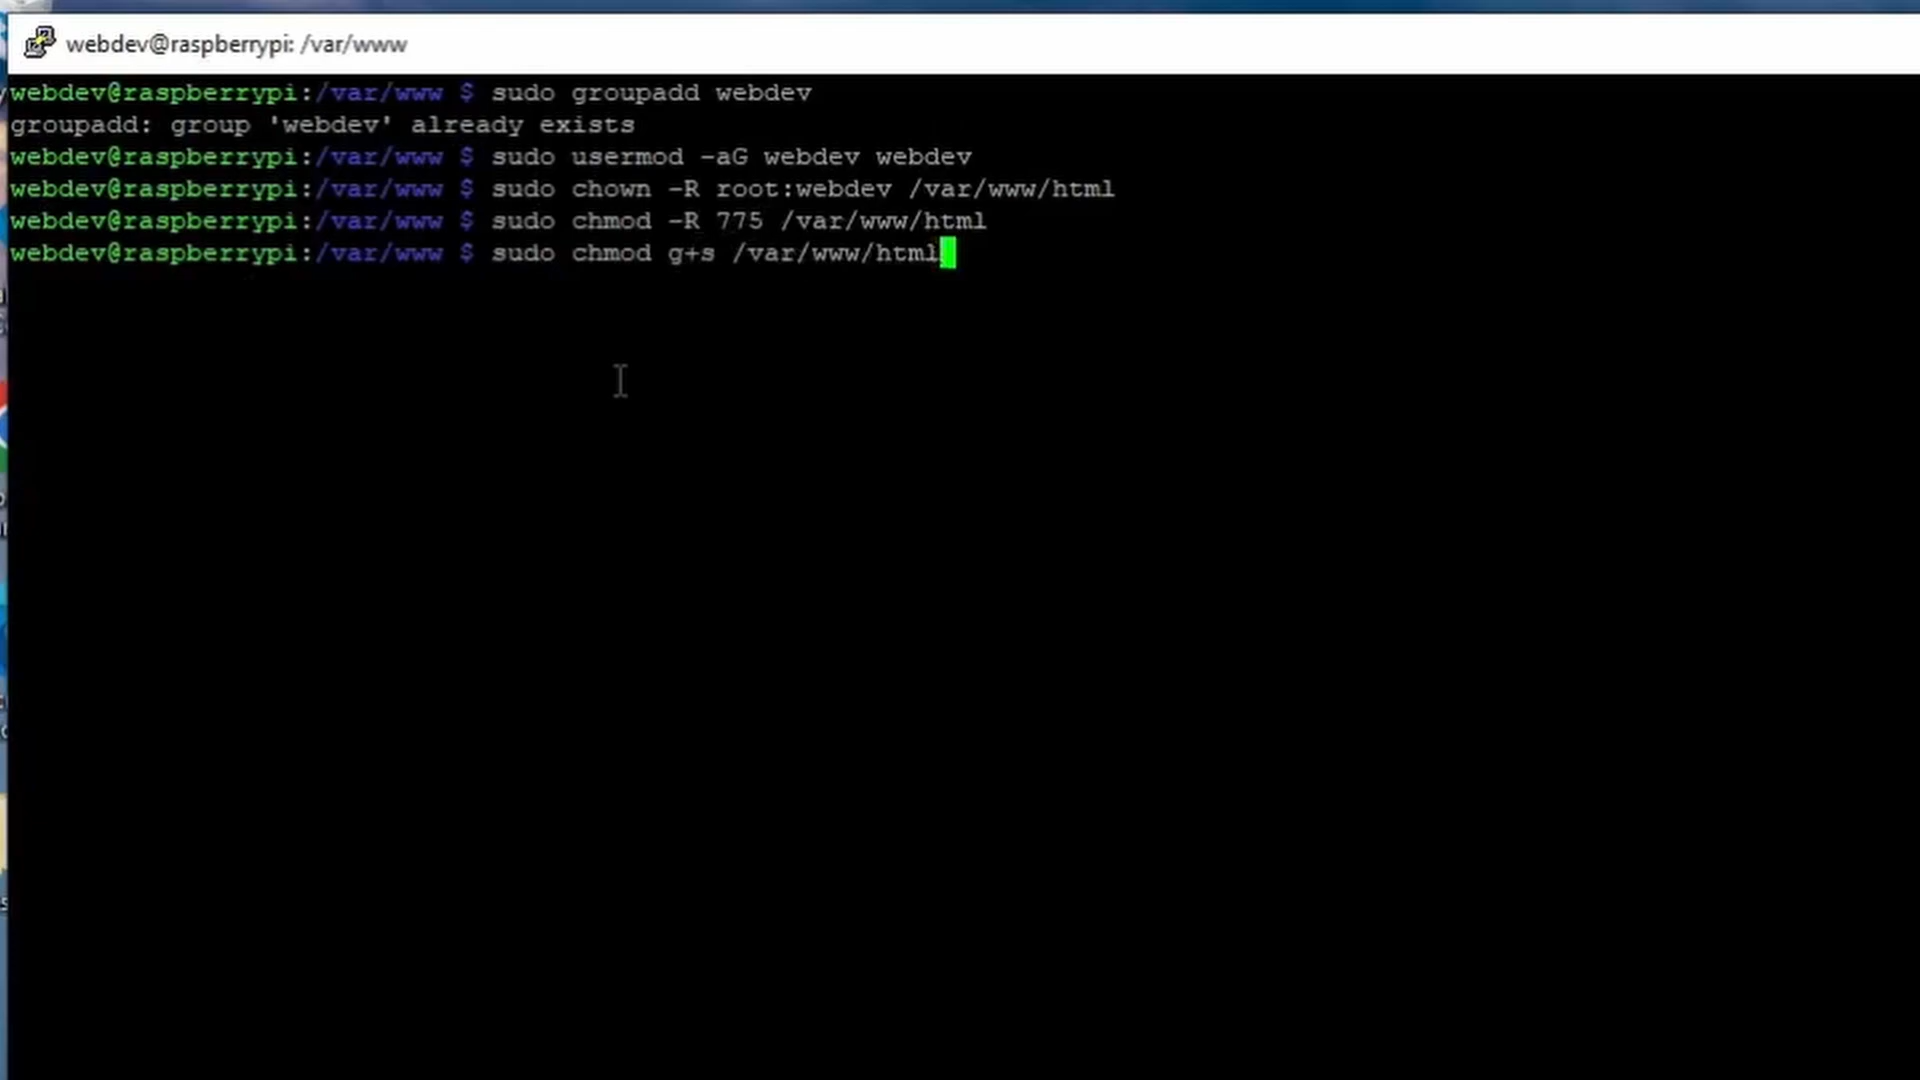 webdev@raspberrypi: /var/www
webdev@raspberrypi:/var/www $ sudo groupadd webdev
groupadd: group 'webdev' already exists
webdev@raspberrypi:/var/www $ sudo usermod -aG webdev webdev
webdev@raspberrypi:/var/www $ sudo chown -R root:webdev /var/www/html
webdev@raspberrypi:/var/www $ sudo chmod -R 775 /var/www/html
webdev@raspberrypi:/var/www $ sudo chmod g+s /var/www/html